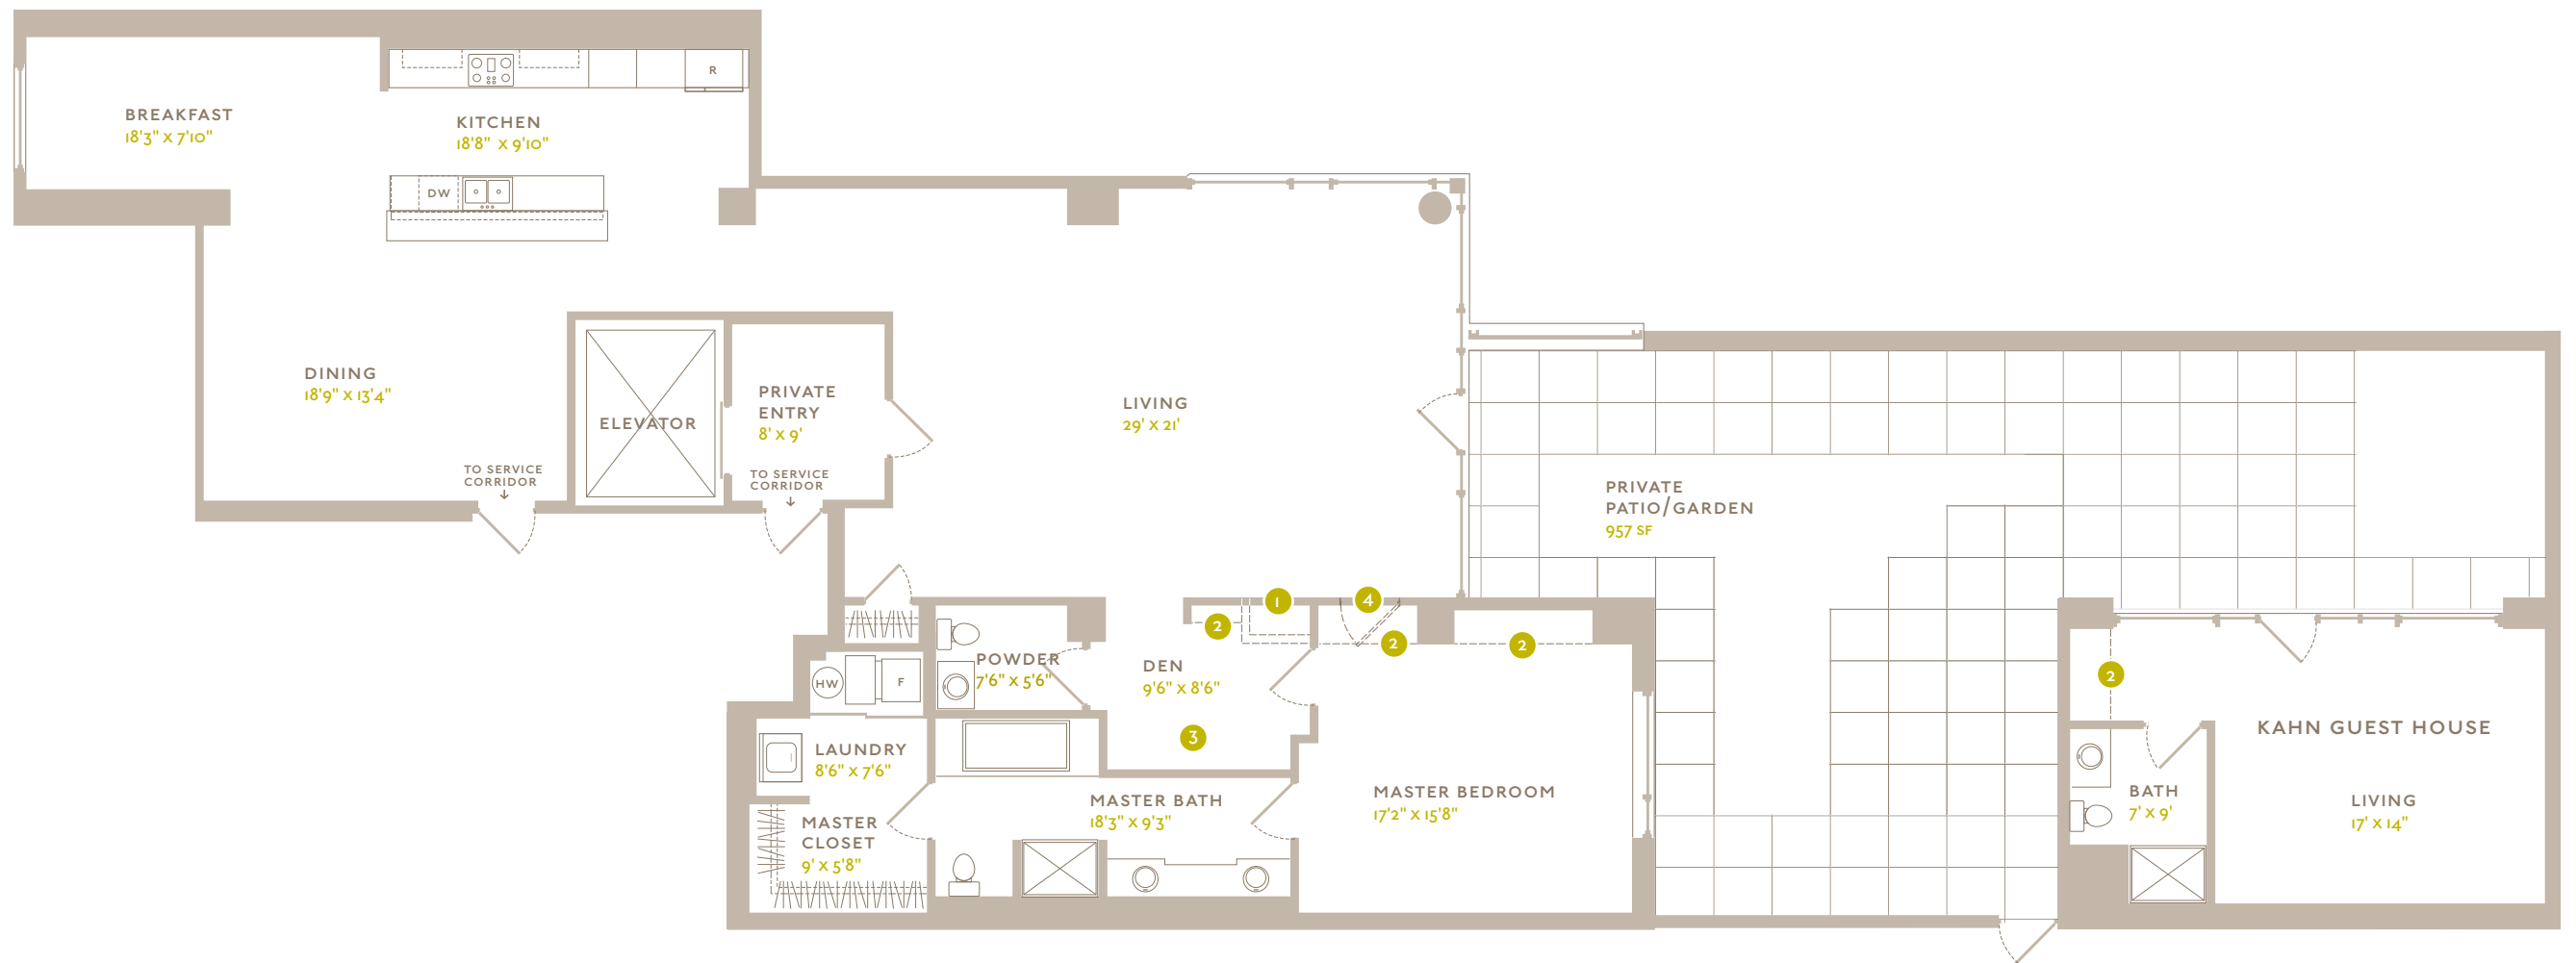 BREAKFAST
18'3" X 7'10"
KITCHEN
18'8" X 9'10"
R
DW
DINING
18'9" X 13'4"
TO SERVICE
CORRIDOR
ELEVATOR
PRIVATE
ENTRY
8' X 9'
TO SERVICE
CORRIDOR
LIVING
29' X 21'
PRIVATE
PATIO/GARDEN
957 SF
1
4
2
2
2
POWDER
7'6" X 5'6"
DEN
9'6" X 8'6"
3
HW
F
LAUNDRY
8'6" X 7'6"
MASTER
CLOSET
9' X 5'8"
MASTER BATH
18'3" X 9'3"
MASTER BEDROOM
17'2" X 15'8"
2
KAHN GUEST HOUSE
BATH
7' X 9'
LIVING
17' X 14"